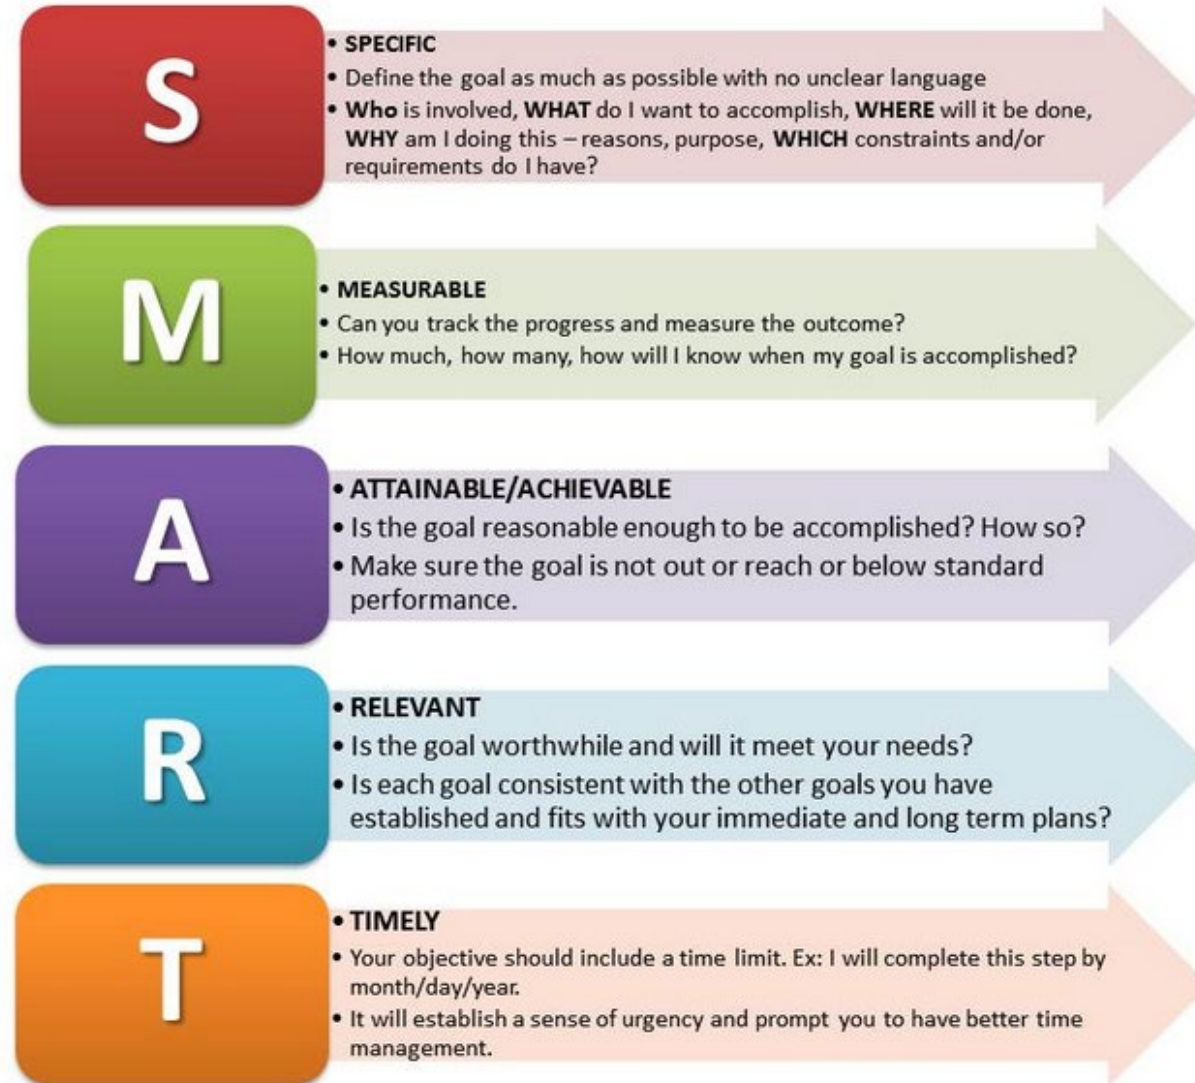 S
• SPECIFIC
• Define the goal as much as possible with no unclear language
• Who is involved, WHAT do I want to accomplish, WHERE will it be done,
WHY am I doing this – reasons, purpose, WHICH constraints and/or
requirements do I have?
M
• MEASURABLE
• Can you track the progress and measure the outcome?
• How much, how many, how will I know when my goal is accomplished?
A
• ATTAINABLE/ACHIEVABLE
• Is the goal reasonable enough to be accomplished? How so?
• Make sure the goal is not out or reach or below standard
performance.
R
• RELEVANT
• Is the goal worthwhile and will it meet your needs?
• Is each goal consistent with the other goals you have
established and fits with your immediate and long term plans?
T
• TIMELY
• Your objective should include a time limit. Ex: I will complete this step by
month/day/year.
• It will establish a sense of urgency and prompt you to have better time
management.